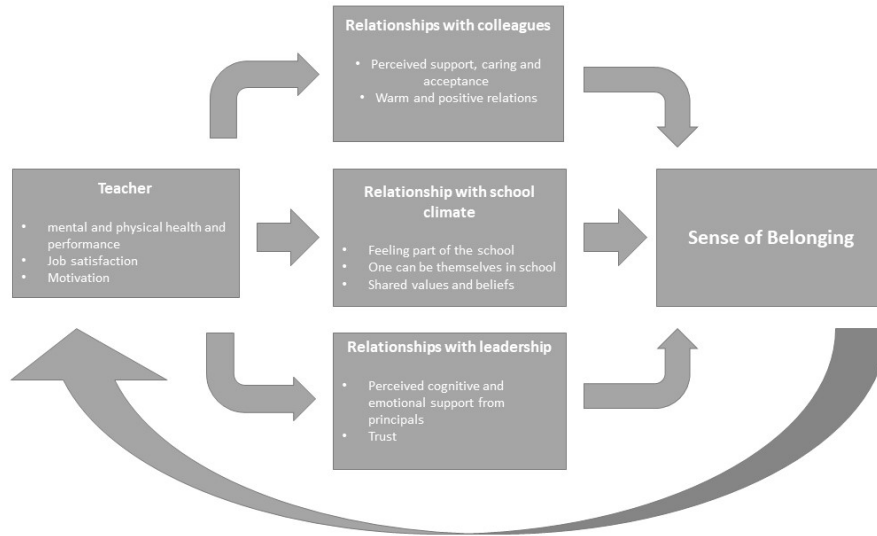 Relationships with colleagues
• Perceived support, caring and
acceptance
• Warm and positive relations
Teacher
• mental and physical health and
performance
• Job satisfaction
• Motivation
Relationship with school
climate
• Feeling part of the school
• One can be themselves in school
• Shared values and beliefs
Sense of Belonging
Relationships with leadership
• Perceived cognitive and
emotional support from
principals
• Trust